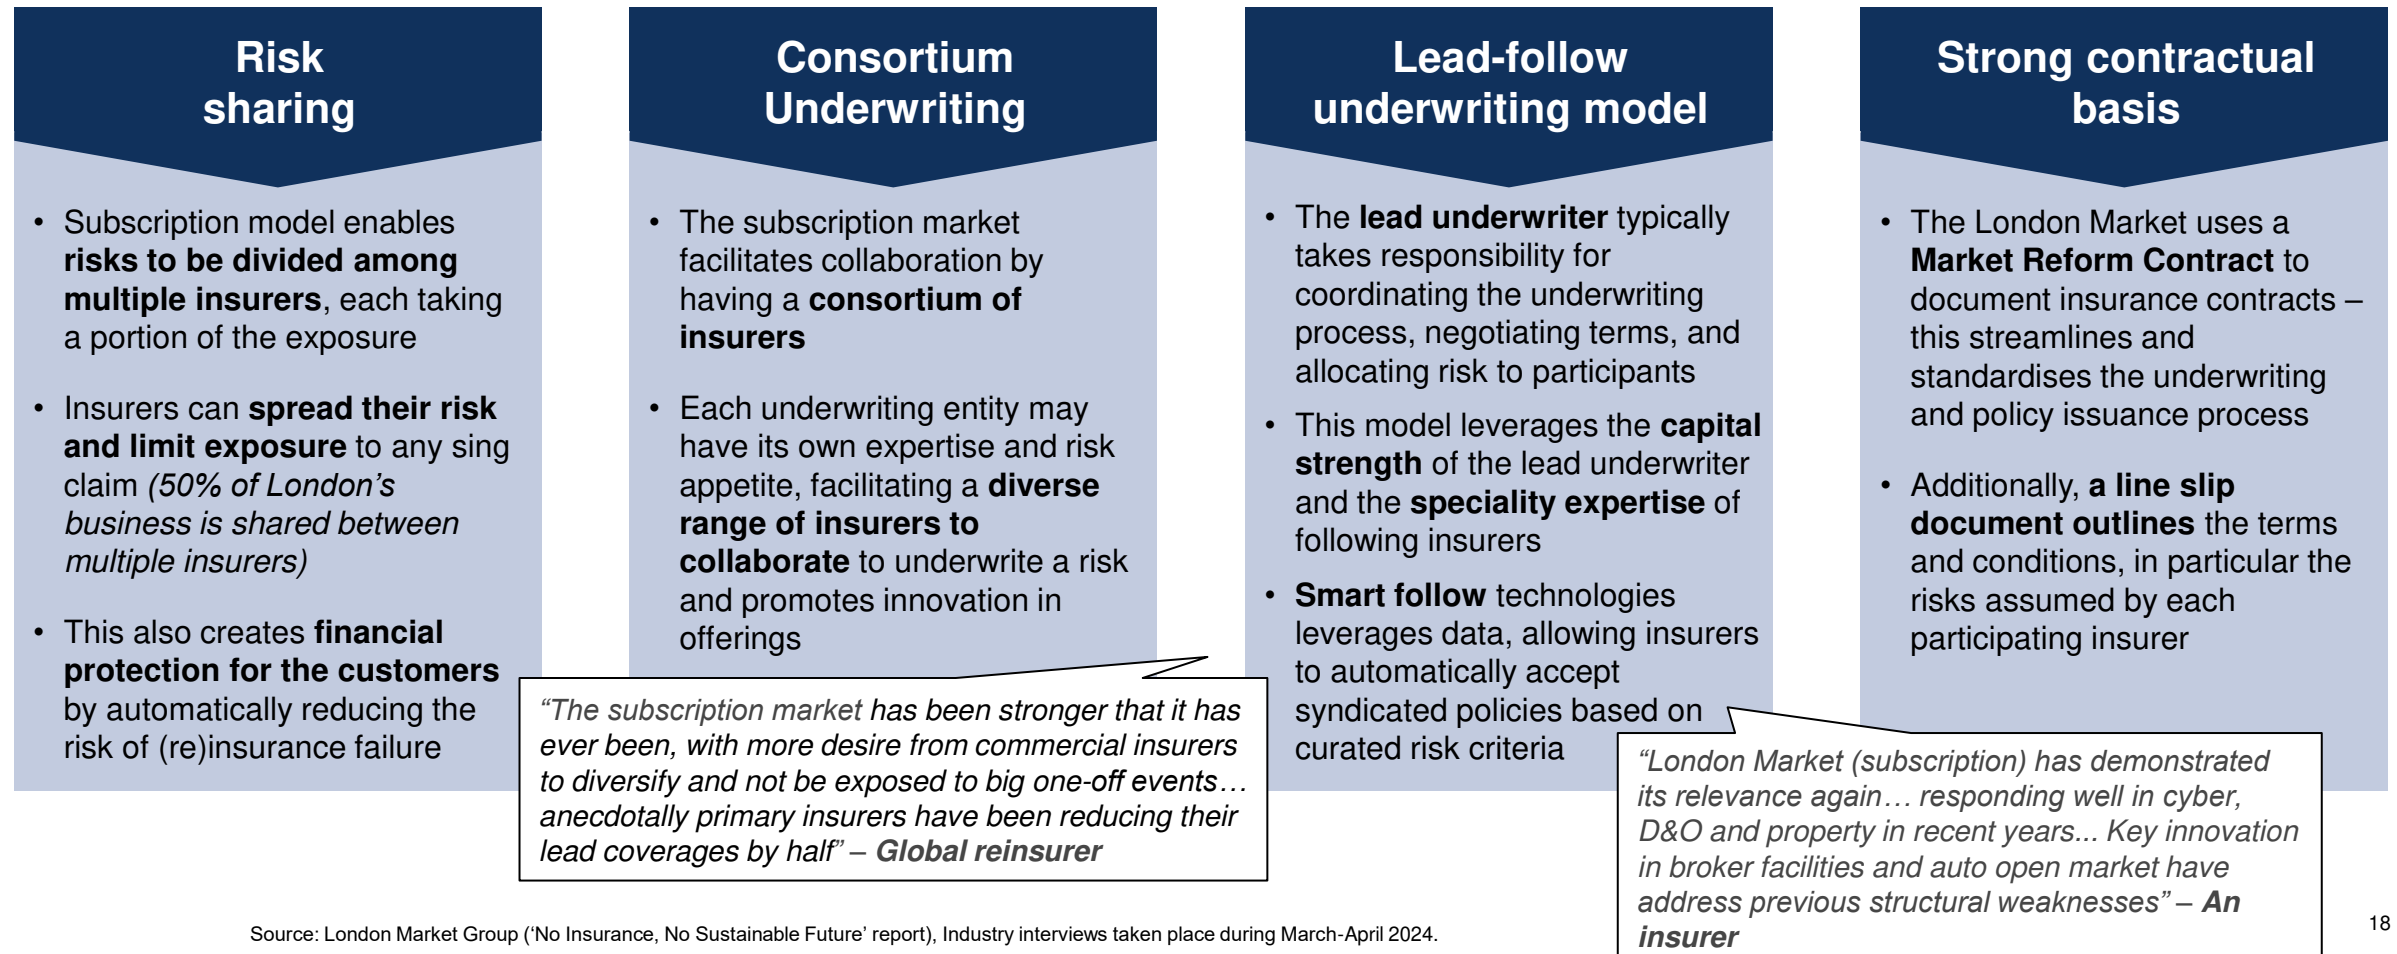 Risk
sharing
• Subscription model enables
risks to be divided among
multiple insurers, each taking
a portion of the exposure
• Insurers can spread their risk
and limit exposure to any sing
claim (50% of London’s
business is shared between
multiple insurers)
• This also creates financial
protection for the customers
by automatically reducing the
risk of (re)insurance failure
Consortium
Underwriting
• The subscription market
facilitates collaboration by
having a consortium of
insurers
• Each underwriting entity may
have its own expertise and risk
appetite, facilitating a diverse
range of insurers to
collaborate to underwrite a risk
and promotes innovation in
offerings
“The subscription market has been stronger that it has
ever been, with more desire from commercial insurers
to diversify and not be exposed to big one-off events…
anecdotally primary insurers have been reducing their
lead coverages by half” – Global reinsurer
Lead-follow
underwriting model
• The lead underwriter typically
takes responsibility for
coordinating the underwriting
process, negotiating terms, and
allocating risk to participants
• This model leverages the capital
strength of the lead underwriter
and the speciality expertise of
following insurers
• Smart follow technologies
leverages data, allowing insurers
to automatically accept
syndicated policies based on
curated risk criteria
Strong contractual
basis
• The London Market uses a
Market Reform Contract to
document insurance contracts –
this streamlines and
standardises the underwriting
and policy issuance process
• Additionally, a line slip
document outlines the terms
and conditions, in particular the
risks assumed by each
participating insurer
“London Market (subscription) has demonstrated
its relevance again… responding well in cyber,
D&O and property in recent years... Key innovation
in broker facilities and auto open market have
address previous structural weaknesses” – An
insurer
Source: London Market Group (‘No Insurance, No Sustainable Future’ report), Industry interviews taken place during March-April 2024.
18